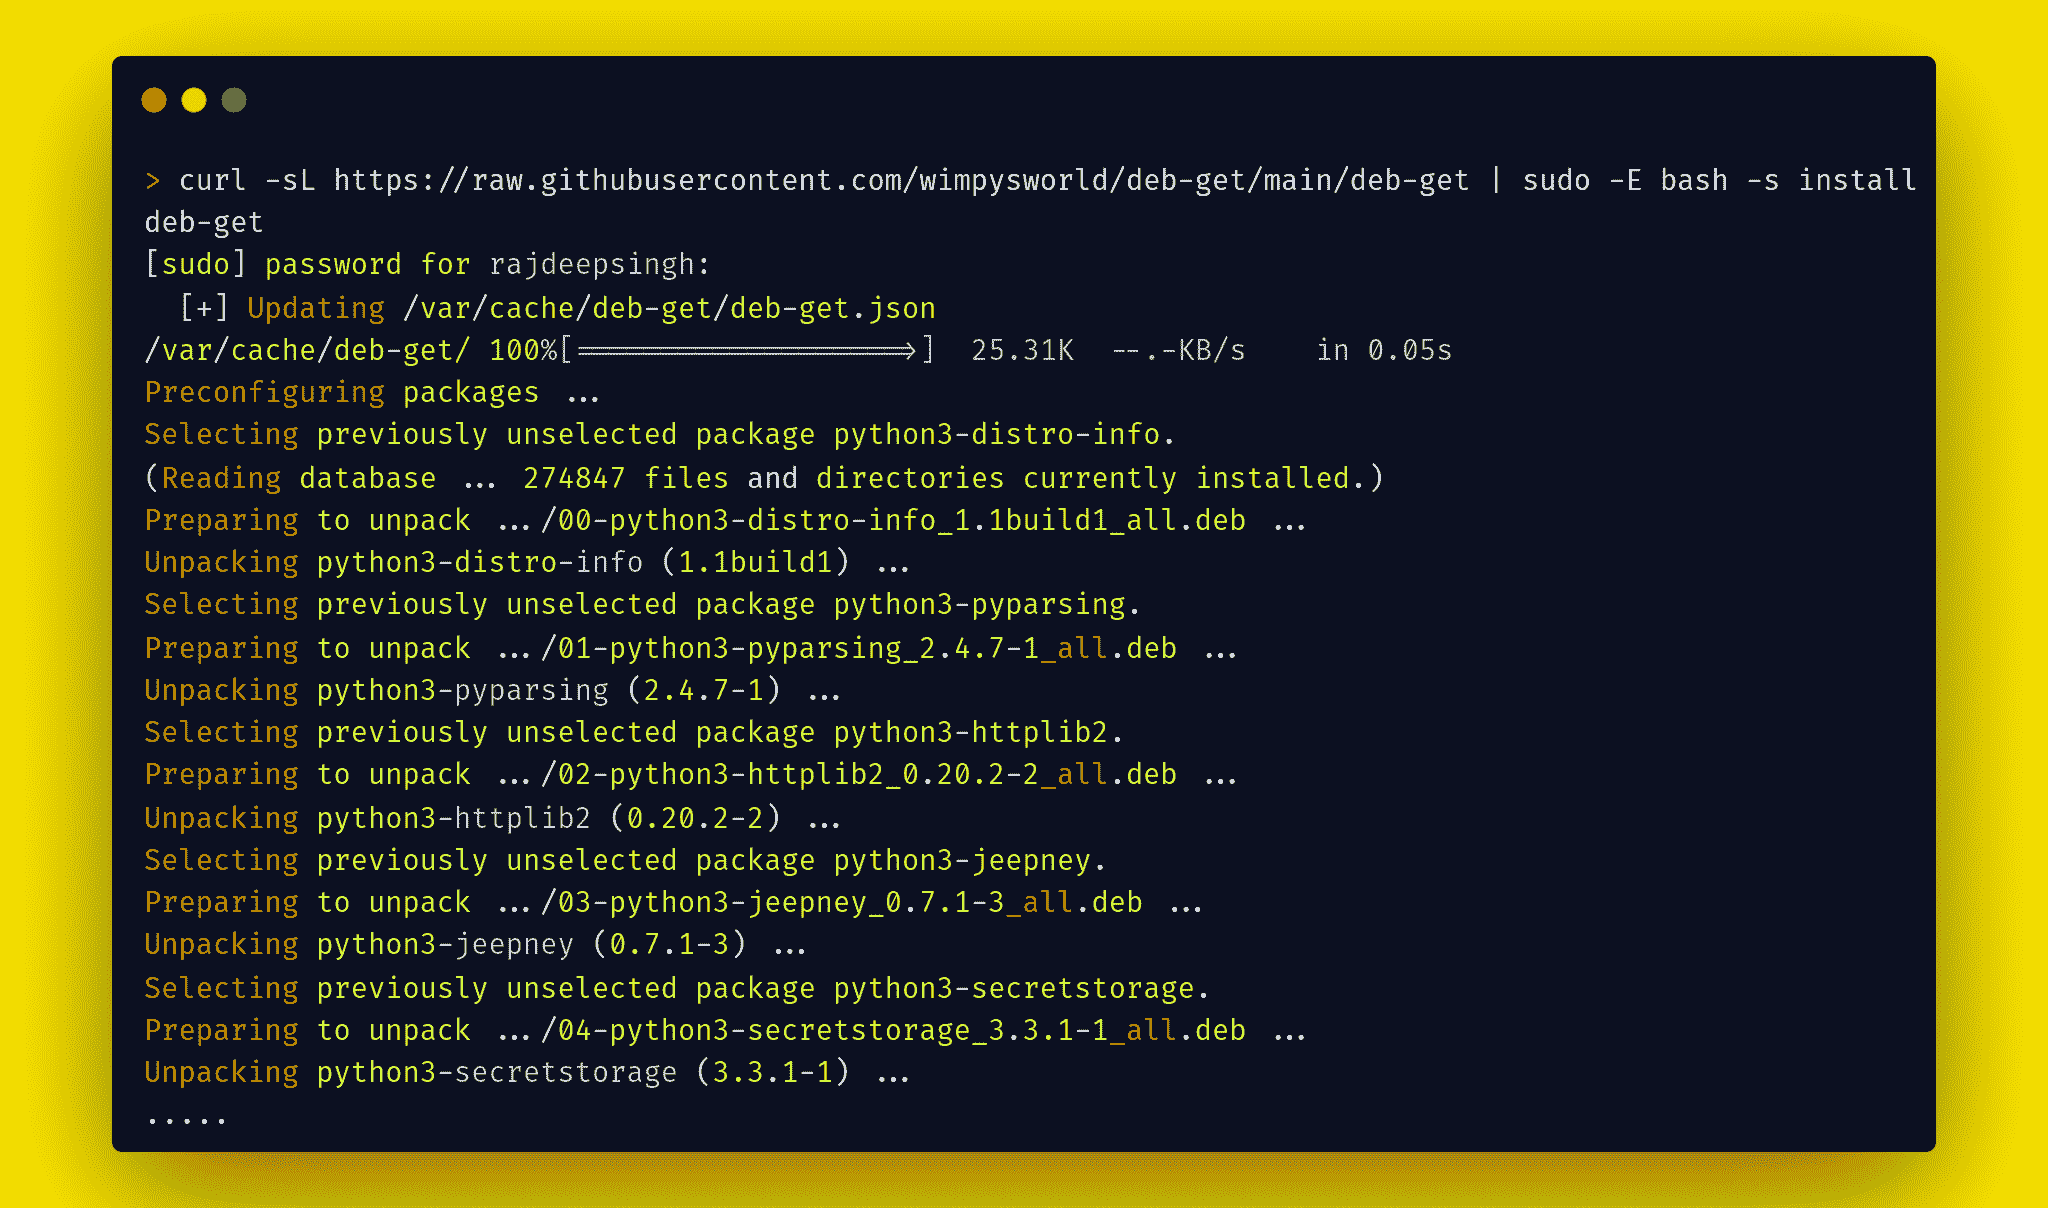 > curl -sL https://raw.githubusercontent.com/wimpysworld/deb-get/main/deb-get | sudo -E bash -s install
deb-get
[sudo] password for rajdeepsingh:
  [+] Updating /var/cache/deb-get/deb-get.json
/var/cache/deb-get/ 100%[===================>]  25.31K  --.-KB/s    in 0.05s
Preconfiguring packages ...
Selecting previously unselected package python3-distro-info.
(Reading database ... 274847 files and directories currently installed.)
Preparing to unpack .../00-python3-distro-info_1.1build1_all.deb ...
Unpacking python3-distro-info (1.1build1) ...
Selecting previously unselected package python3-pyparsing.
Preparing to unpack .../01-python3-pyparsing_2.4.7-1_all.deb ...
Unpacking python3-pyparsing (2.4.7-1) ...
Selecting previously unselected package python3-httplib2.
Preparing to unpack .../02-python3-httplib2_0.20.2-2_all.deb ...
Unpacking python3-httplib2 (0.20.2-2) ...
Selecting previously unselected package python3-jeepney.
Preparing to unpack .../03-python3-jeepney_0.7.1-3_all.deb ...
Unpacking python3-jeepney (0.7.1-3) ...
Selecting previously unselected package python3-secretstorage.
Preparing to unpack .../04-python3-secretstorage_3.3.1-1_all.deb ...
Unpacking python3-secretstorage (3.3.1-1) ...
.....